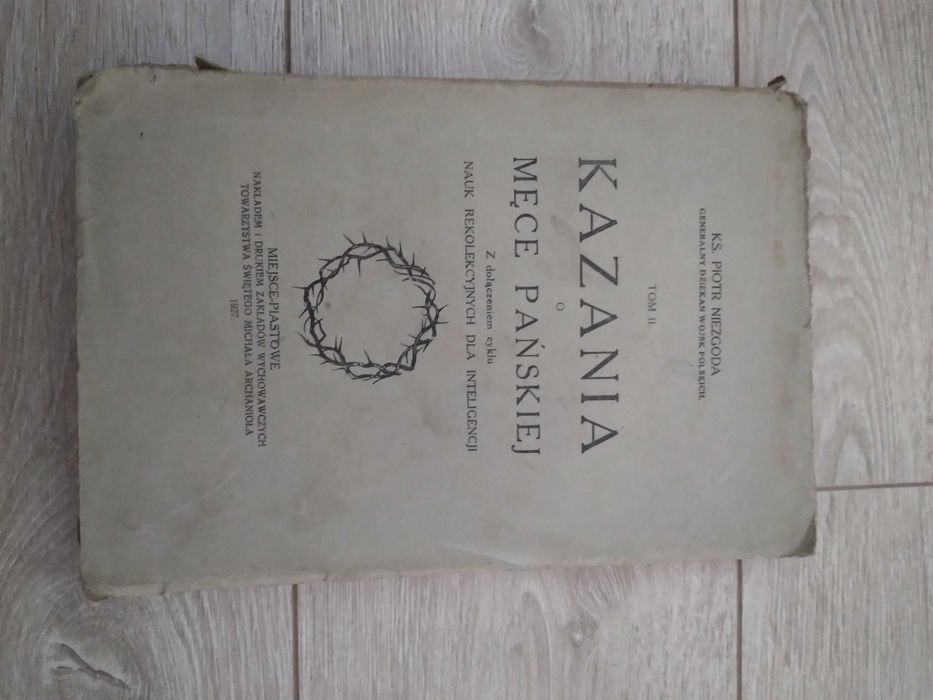 KS. PIOTR NIEZGODA
GENERALNY DZIEKAN WOJSK POLSKICH.
TOM II.
KAZANIA
O
MĘCE PAŃSKIEJ
Z dołączeniem cyklu
NAUK REKOLEKCYJNYCH DLA INTELIGENCJI
MIEJSCE-PIASTOWE
NAKŁADEM I DRUKIEM ZAKŁADÓW WYCHOWAWCZYCH
TOWARZYSTWA ŚWIĘTEGO MICHAŁA ARCHANIOŁA
1927.